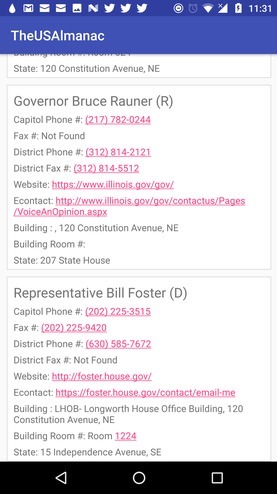 11:31
TheUSAlmanac
State: 120 Constitution Avenue, NE
Governor Bruce Rauner (R)
Capitol Phone #: (217) 782-0244
Fax #: Not Found
District Phone #: (312) 814-2121
District Fax #: (312) 814-5512
Website: https://www.illinois.gov/gov/
Econtact: http://www.illinois.gov/gov/contactus/Pages
/VoiceAnOpinion.aspx
Building : , 120 Constitution Avenue, NE
Building Room #:
State: 207 State House
Representative Bill Foster (D)
Capitol Phone #: (202) 225-3515
Fax #: (202) 225-9420
District Phone #: (630) 585-7672
District Fax #: Not Found
Website: http://foster.house.gov/
Econtact: https://foster.house.gov/contact/email-me
Building : LHOB- Longworth House Office Building, 120
Constitution Avenue, NE
Building Room #: Room 1224
State: 15 Independence Avenue, SE